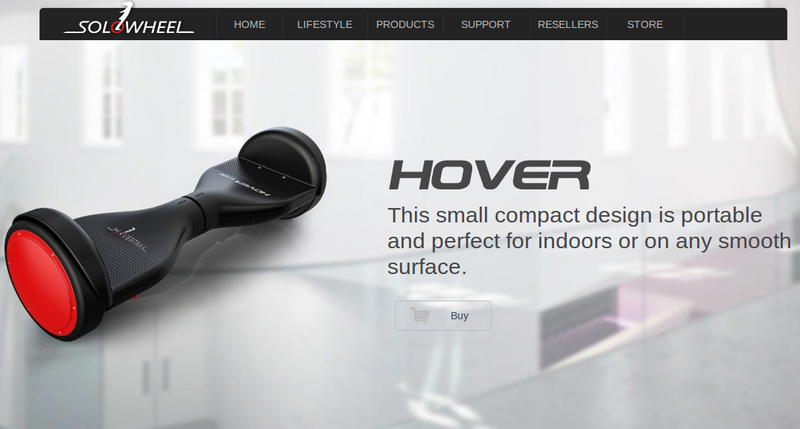 SOLOWHEEL
HOME LIFESTYLE PRODUCTS SUPPORT RESELLERS STORE
HOVER
This small compact design is portable
and perfect for indoors or on any smooth
surface.
Buy
HOVERTRAX